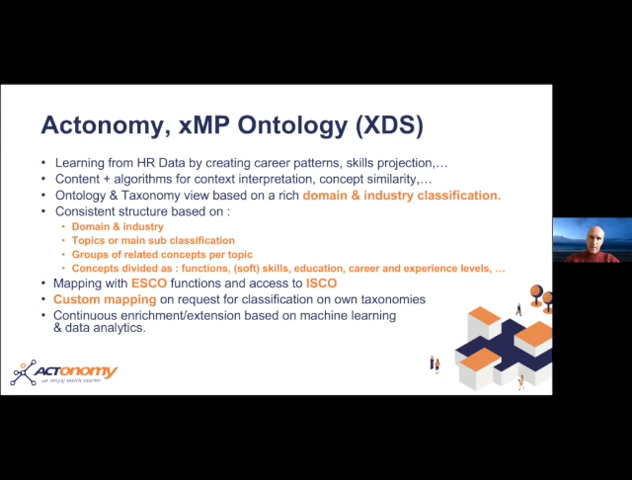 Actonomy, xMP Ontology (XDS)
• Learning from HR Data by creating career patterns, skills projection,…
• Content + algorithms for context interpretation, concept similarity,…
• Ontology & Taxonomy view based on a rich domain & industry classification.
• Consistent structure based on :
• Domain & industry
• Topics or main sub classification
• Groups of related concepts per topic
• Concepts divided as : functions, (soft) skills, education, career and experience levels, …
• Mapping with ESCO functions and access to ISCO
• Custom mapping on request for classification on own taxonomies
• Continuous enrichment/extension based on machine learning
& data analytics.
ACTonomy
we simply search smarter